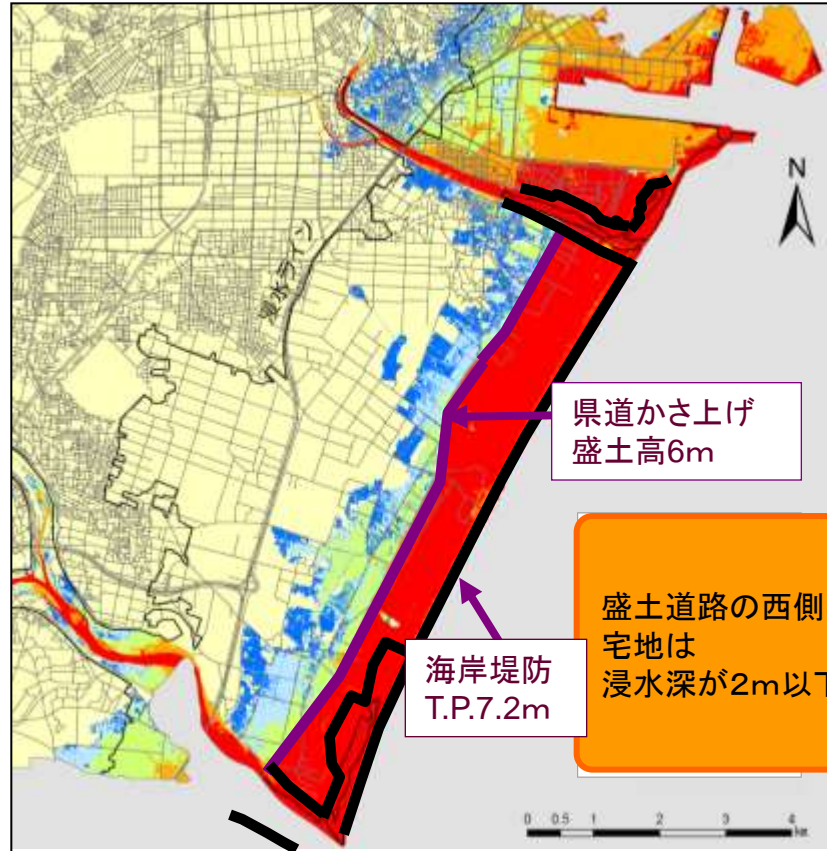 N
浸水ライン
県道かさ上げ
盛土高6m
盛土道路の西側
宅地は
浸水深が2m以下
海岸堤防
T.P.7.2m
0 0.5 1 2 3 4
km